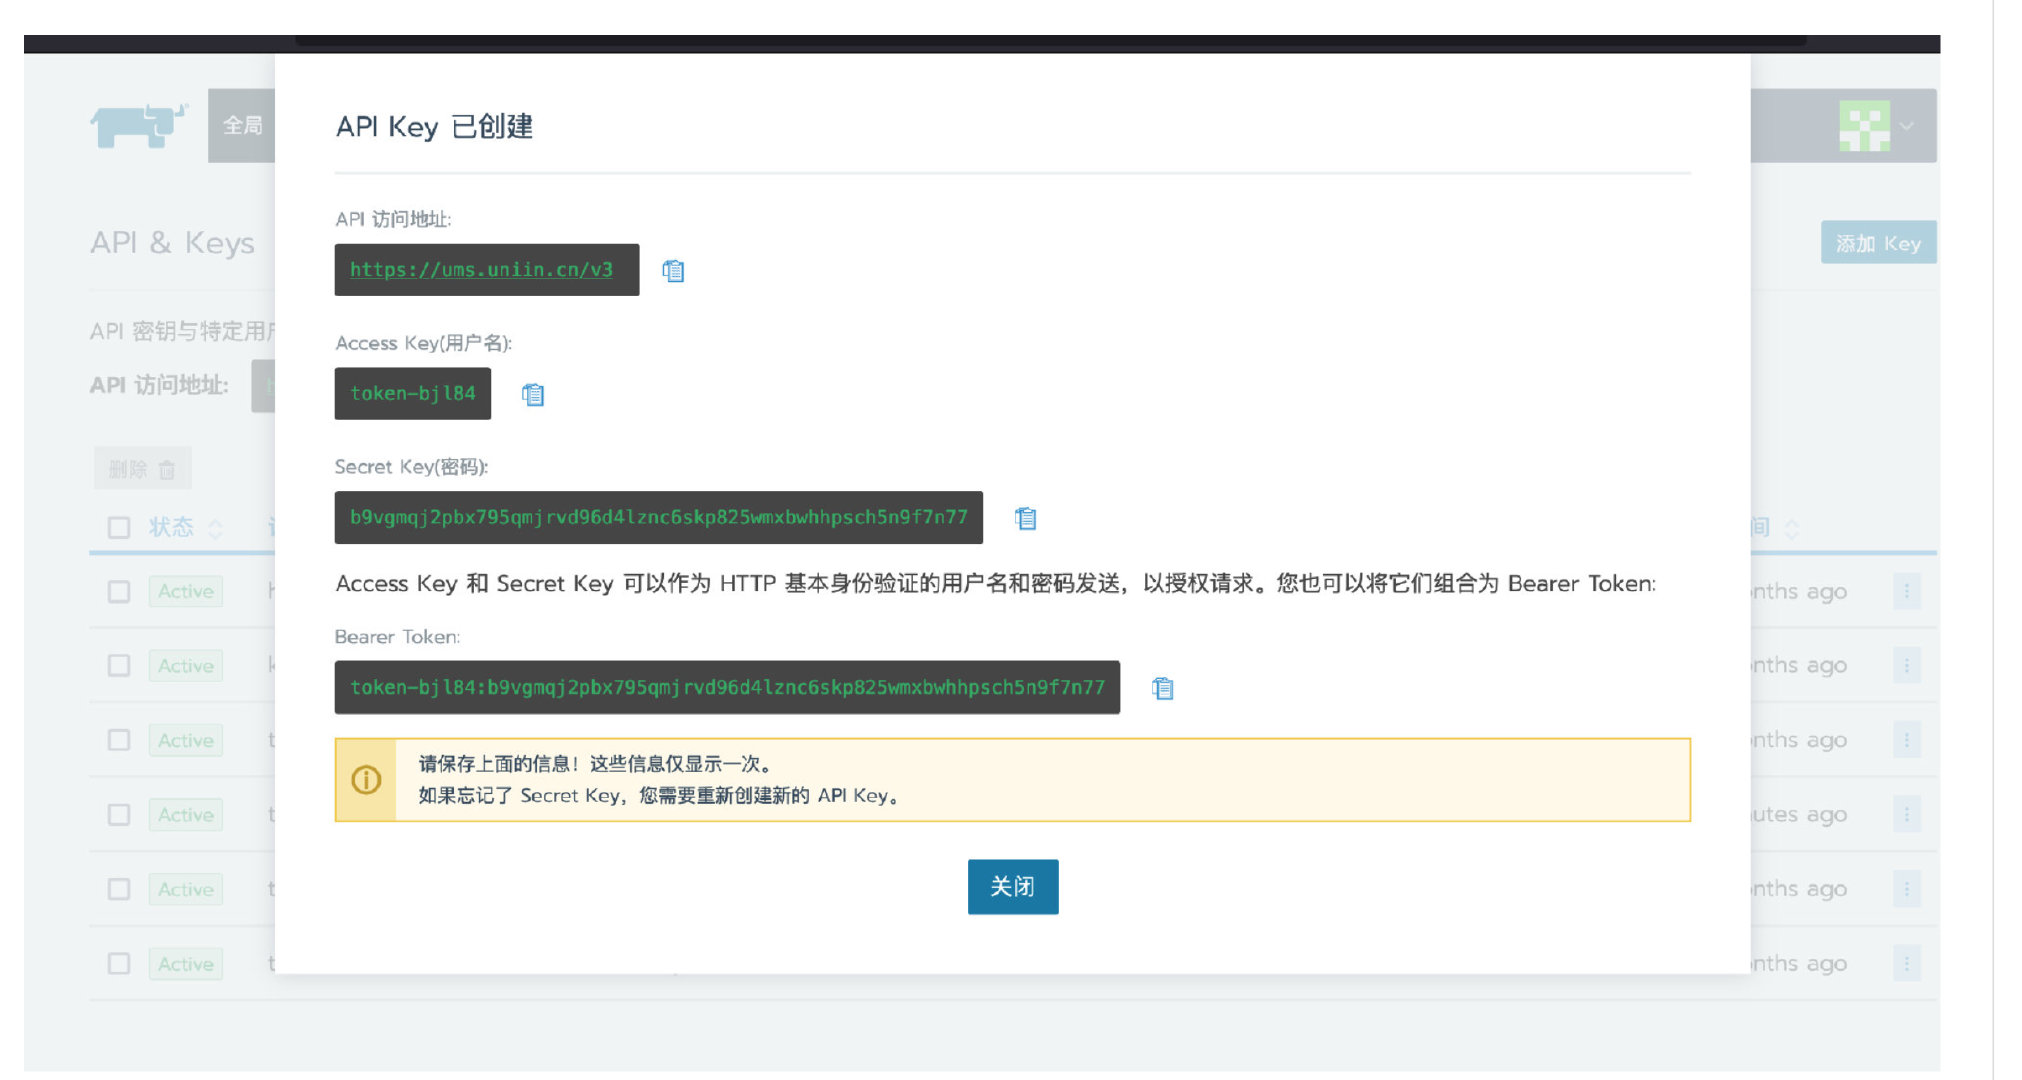 API Key 已创建
全局
API 访问地址:
https://ums.uniin.cn/v3
API & Keys
添加 Key
API 密钥与特定用户
Access Key(用户名):
API 访问地址:
token-bjl84
Secret Key(密码):
删除
b9vgmqj2pbx795qmjrvd96d4lznc6skp825wmxbwhhpsch5n9f7n77
状态
间
Access Key 和 Secret Key 可以作为 HTTP 基本身份验证的用户名和密码发送，以授权请求。您也可以将它们组合为 Bearer Token:
Active
nths ago
Bearer Token:
Active
nths ago
token-bjl84:b9vgmqj2pbx795qmjrvd96d4lznc6skp825wmxbwhhpsch5n9f7n77
Active
nths ago
请保存上面的信息！这些信息仅显示一次。
如果忘记了 Secret Key，您需要重新创建新的 API Key。
Active
utes ago
Active
nths ago
关闭
Active
nths ago